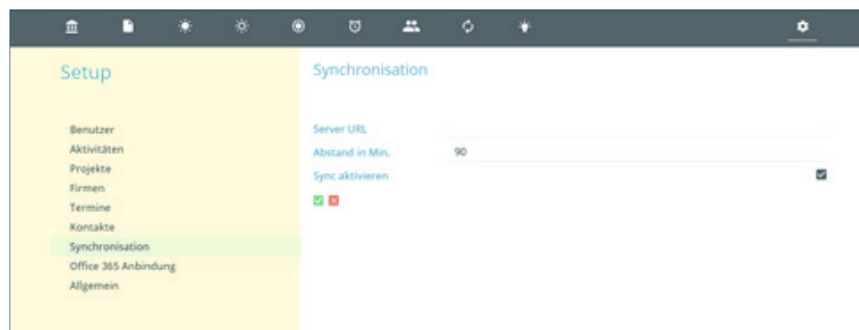 Setup
Benutzer
Aktivitäten
Projekte
Firmen
Termine
Kontakte
Synchronisation
Office 365 Anbindung
Allgemein
Synchronisation
Server URL
Abstand in Min. 90
Sync aktivieren